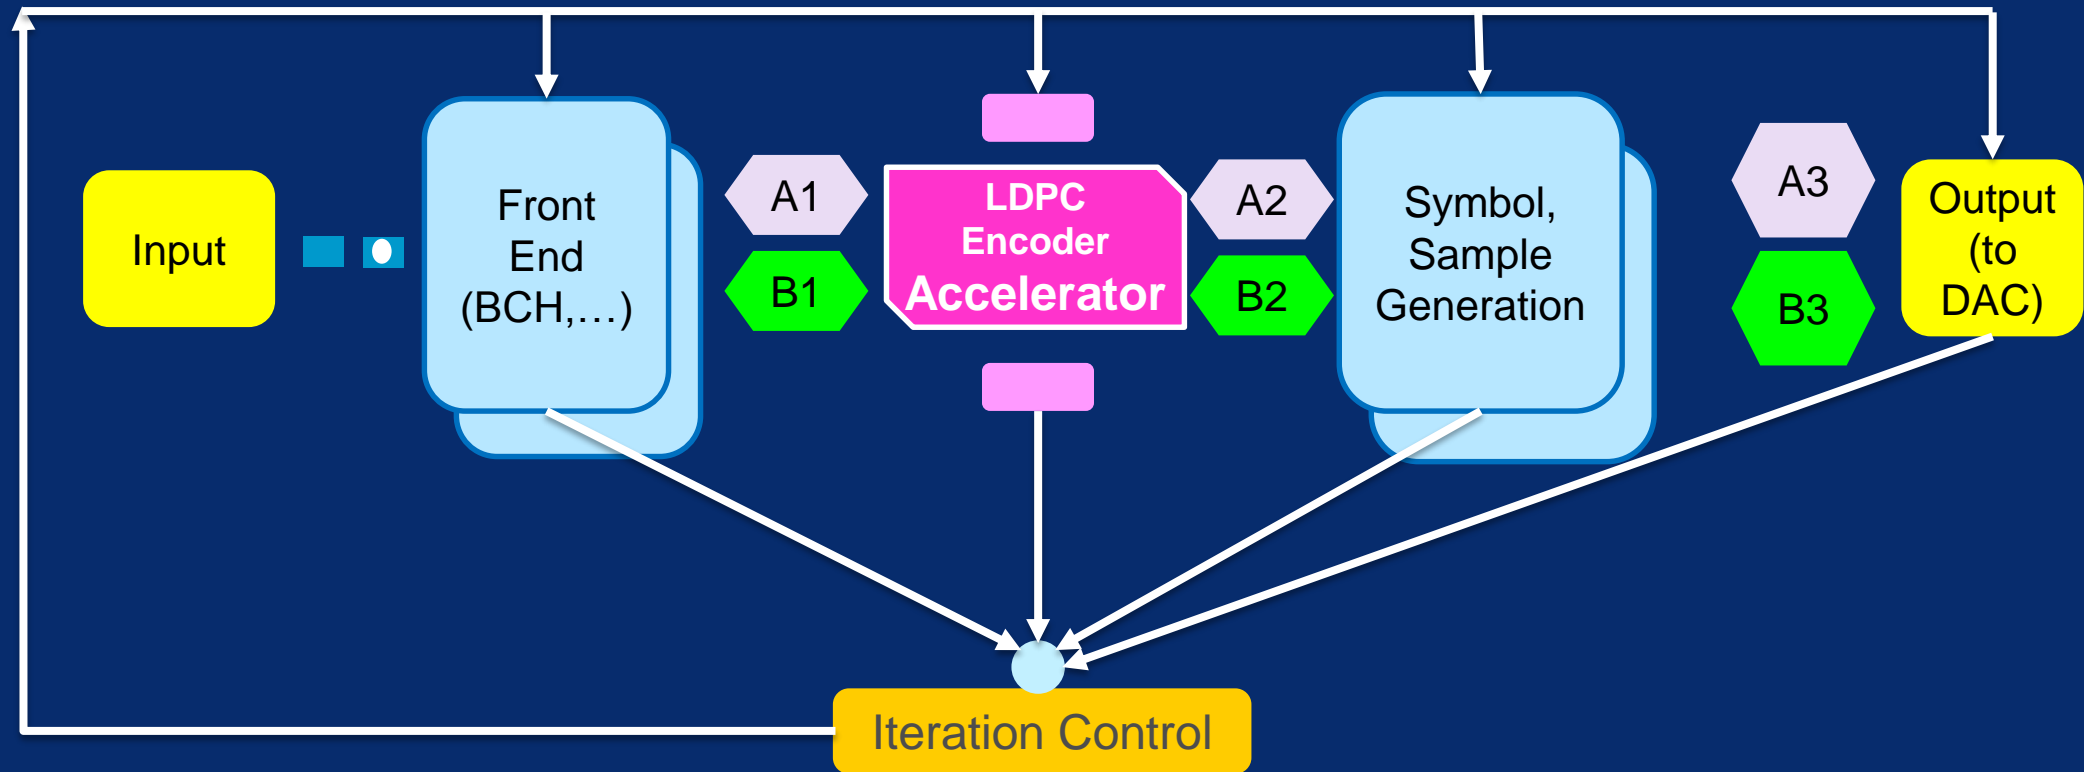 Input
Front
End
(BCH,…)
A1
B1
LDPC
Encoder
Accelerator
A2
B2
Symbol,
Sample
Generation
A3
B3
Output
(to
DAC)
Iteration Control